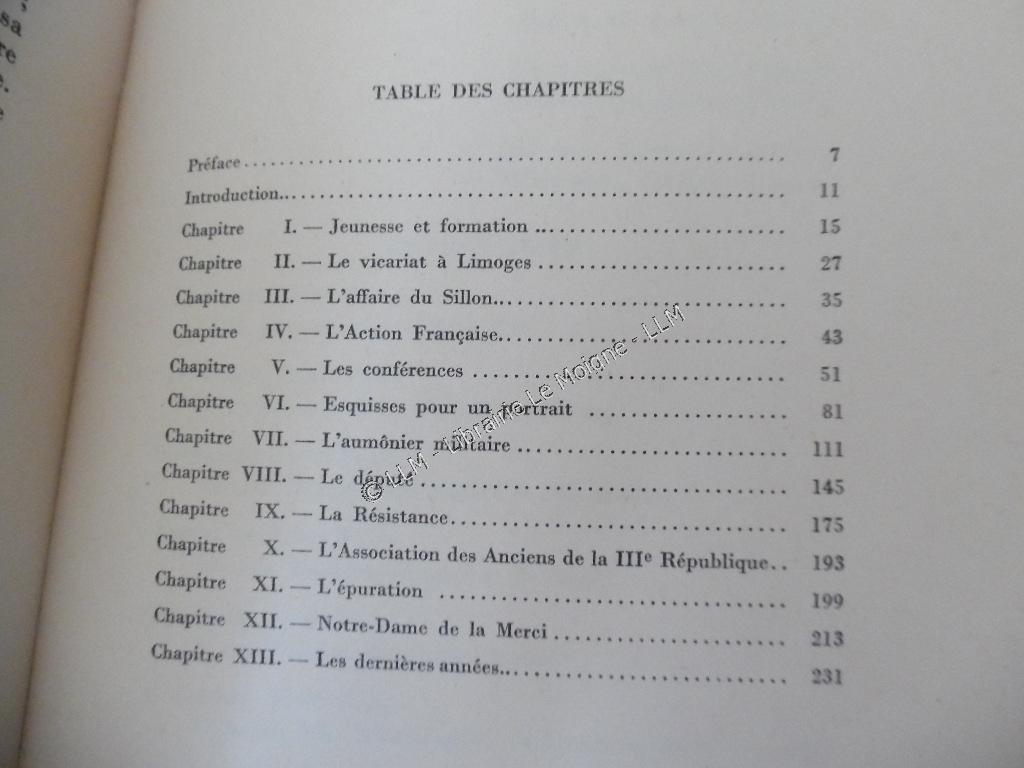 sa
re
e.
e
TABLE DES CHAPITRES
Préface 7
Introduction 11
Chapitre I. — Jeunesse et formation 15
Chapitre II. — Le vicariat à Limoges 27
Chapitre III. — L'affaire du Sillon 35
Chapitre IV. — L'Action Française 43
Chapitre V. — Les conférences 51
Chapitre VI. — Esquisses pour un portrait 81
Chapitre VII. — L'aumônier militaire 111
Chapitre VIII. — Le député 145
Chapitre IX. — La Résistance 175
Chapitre X. — L'Association des Anciens de la IIIe République 193
Chapitre XI. — L'épuration 199
Chapitre XII. — Notre-Dame de la Merci 213
Chapitre XIII. — Les dernières années 231
© LLM - Librairie Le Moigne - LLM